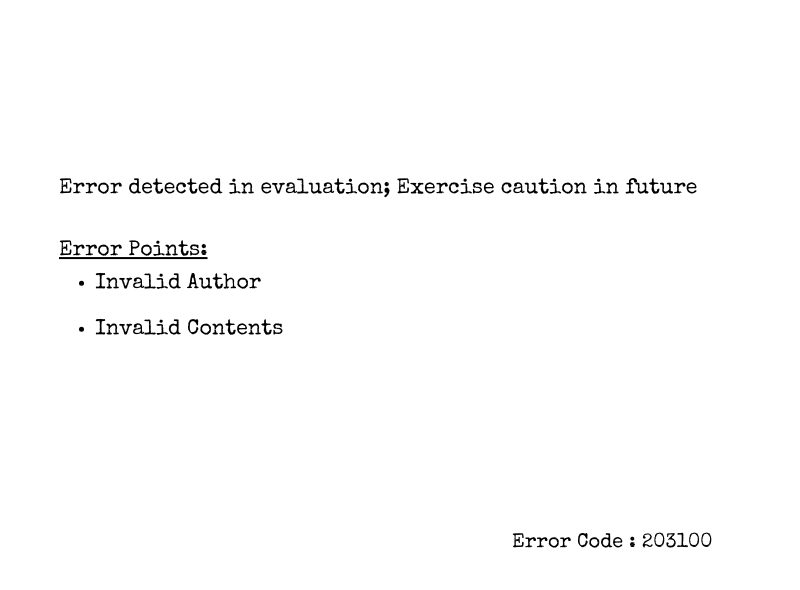 Error detected in evaluation; Exercise caution in future
Error Points:
• Invalid Author
• Invalid Contents
Error Code : 203100